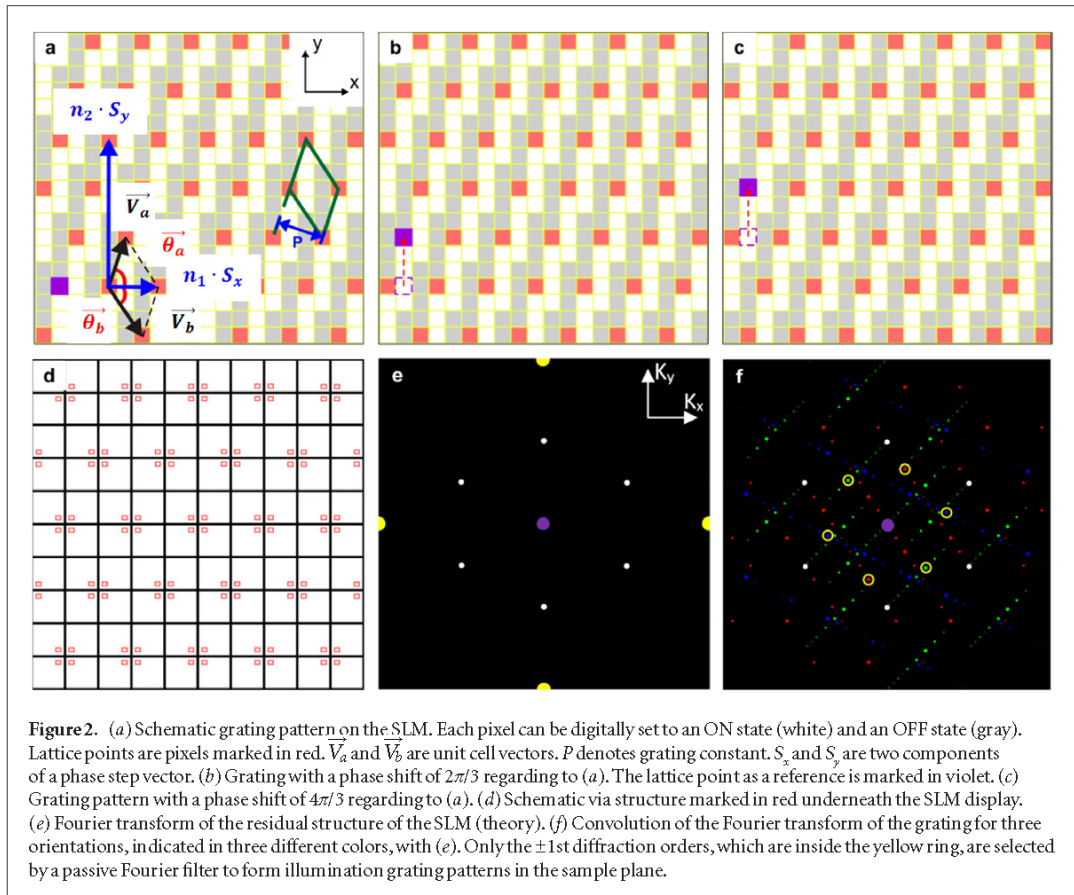 a
y
x
n₂ · Sy
Va
θa
n₁ · Sx
θb
Vb
P
b
c
d
e
Ky
Kx
f
Figure 2. (a) Schematic grating pattern on the SLM. Each pixel can be digitally set to an ON state (white) and an OFF state (gray).
Lattice points are pixels marked in red. Va and Vb are unit cell vectors. P denotes grating constant. Sx and Sy are two components
of a phase step vector. (b) Grating with a phase shift of 2π/3 regarding to (a). The lattice point as a reference is marked in violet. (c)
Grating pattern with a phase shift of 4π/3 regarding to (a). (d) Schematic via structure marked in red underneath the SLM display.
(e) Fourier transform of the residual structure of the SLM (theory). (f) Convolution of the Fourier transform of the grating for three
orientations, indicated in three different colors, with (e). Only the ±1st diffraction orders, which are inside the yellow ring, are selected
by a passive Fourier filter to form illumination grating patterns in the sample plane.